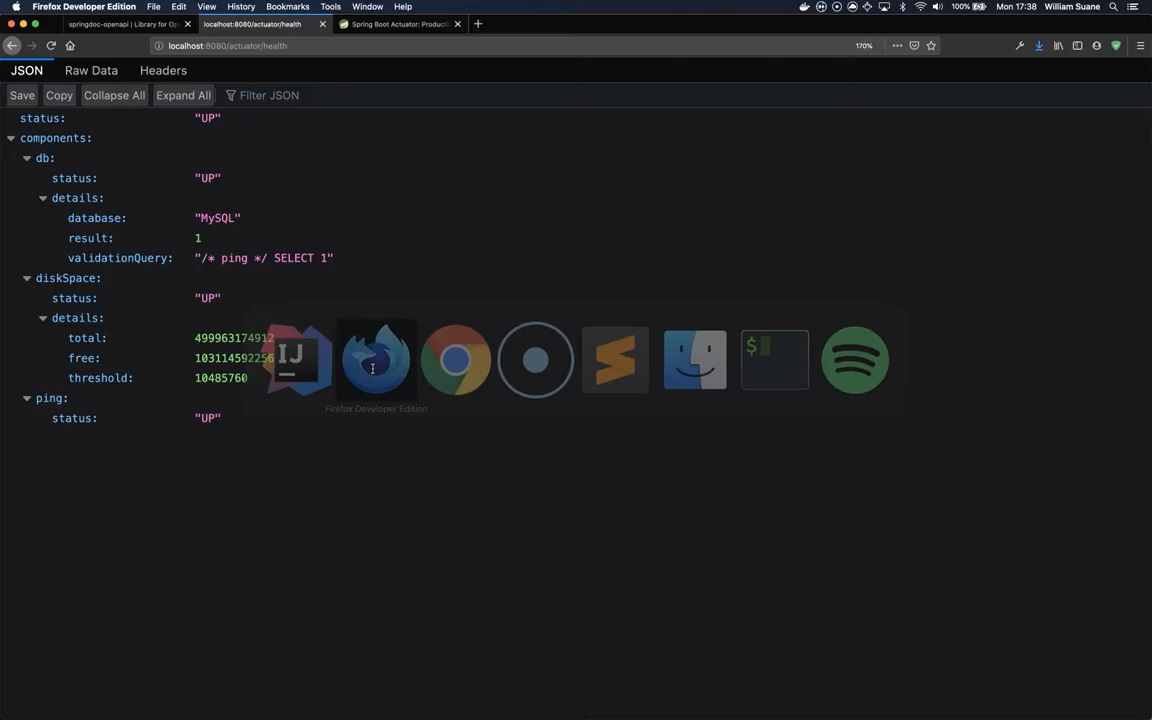 Firefox Developer Edition File Edit View History Bookmarks Tools Window Help 100% Mon 17:38 William Suane
springdoc-openapi | Library for Op localhost:8080/actuator/health Spring Boot Actuator: Producti
localhost:8080/actuator/health 170%
JSON Raw Data Headers
Save Copy Collapse All Expand All Filter JSON
status: "UP"
components:
db:
status: "UP"
details:
database: "MySQL"
result: 1
validationQuery: "/* ping */ SELECT 1"
diskSpace:
status: "UP"
details:
total: 499963174912
free: 103114592256
threshold: 10485760
ping:
status: "UP"
IJ
$
Firefox Developer Edition